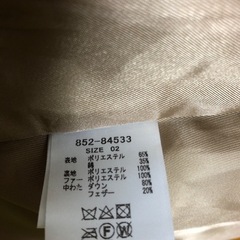 852-84533
SIZE 02
表地 ポリエステル 65%
綿 35%
裏地 ポリエステル 100%
ファー ポリエステル 100%
中わた ダウン 80%
フェザー 20%